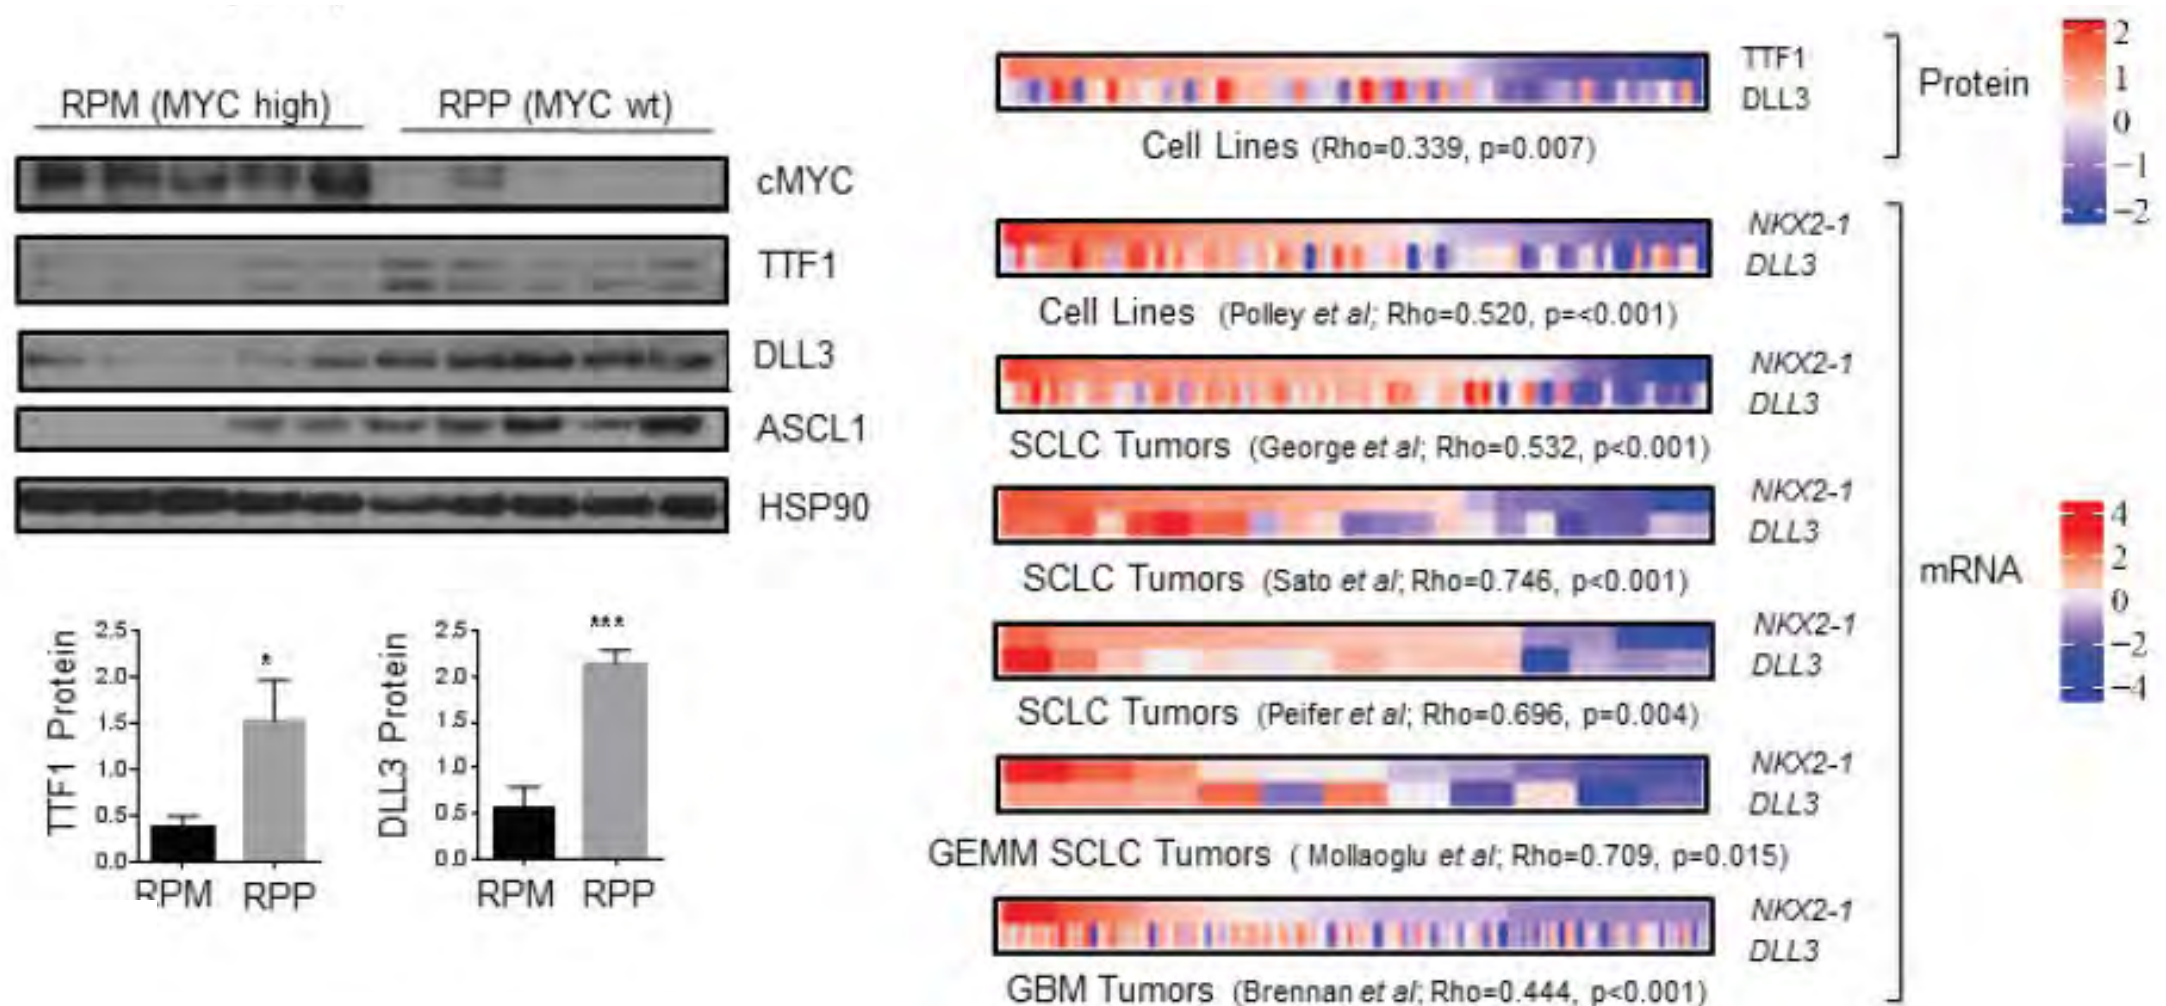 RPM (MYC high) RPP (MYC wt)
cMYC
TTF1
DLL3
ASCL1
HSP90
TTF1 Protein
2.5
2.0
1.5
1.0
0.5
0.0
*
RPM RPP
DLL3 Protein
2.5
2.0
1.5
1.0
0.5
0.0
***
RPM RPP
TTF1
DLL3
Cell Lines (Rho=0.339, p=0.007)
Protein
2
1
0
−1
−2
NKX2-1
DLL3
Cell Lines (Polley et al; Rho=0.520, p=<0.001)
NKX2-1
DLL3
SCLC Tumors (George et al; Rho=0.532, p<0.001)
NKX2-1
DLL3
SCLC Tumors (Sato et al; Rho=0.746, p<0.001)
NKX2-1
DLL3
SCLC Tumors (Peifer et al; Rho=0.696, p=0.004)
NKX2-1
DLL3
GEMM SCLC Tumors ( Mollaoglu et al; Rho=0.709, p=0.015)
NKX2-1
DLL3
GBM Tumors (Brennan et al; Rho=0.444, p<0.001)
mRNA
4
2
0
−2
−4